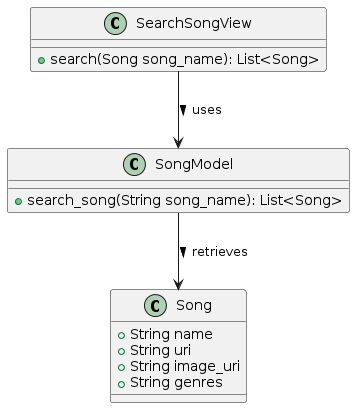 C SearchSongView
search(Song song_name): List<Song>
uses
C SongModel
search_song(String song_name): List<Song>
retrieves
C Song
String name
String uri
String image_uri
String genres